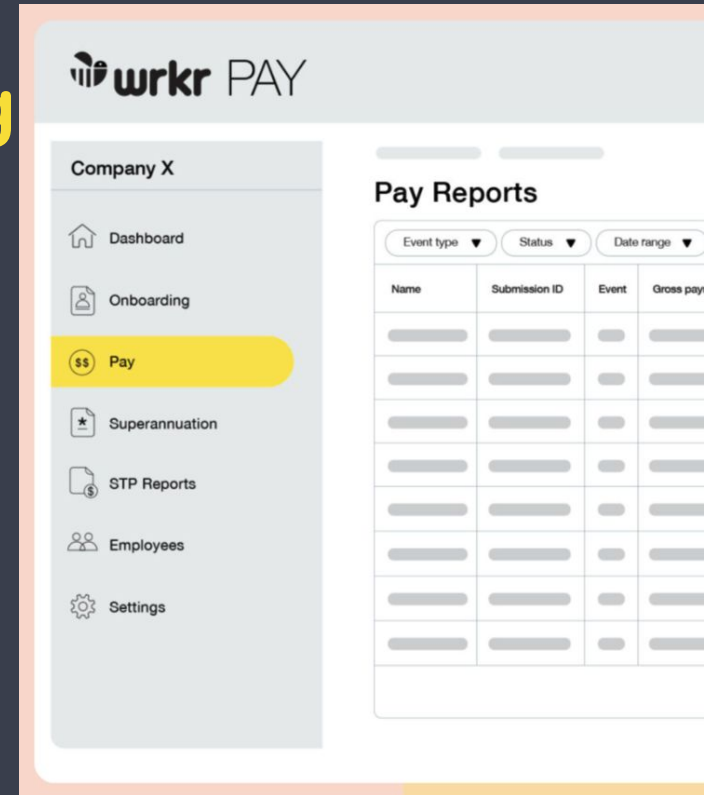 wrkr PAY
Company X
Dashboard
Onboarding
$$ Pay
Superannuation
$ STP Reports
Employees
Settings
Pay Reports
Event type ▼ Status ▼ Date range ▼
Name Submission ID Event Gross